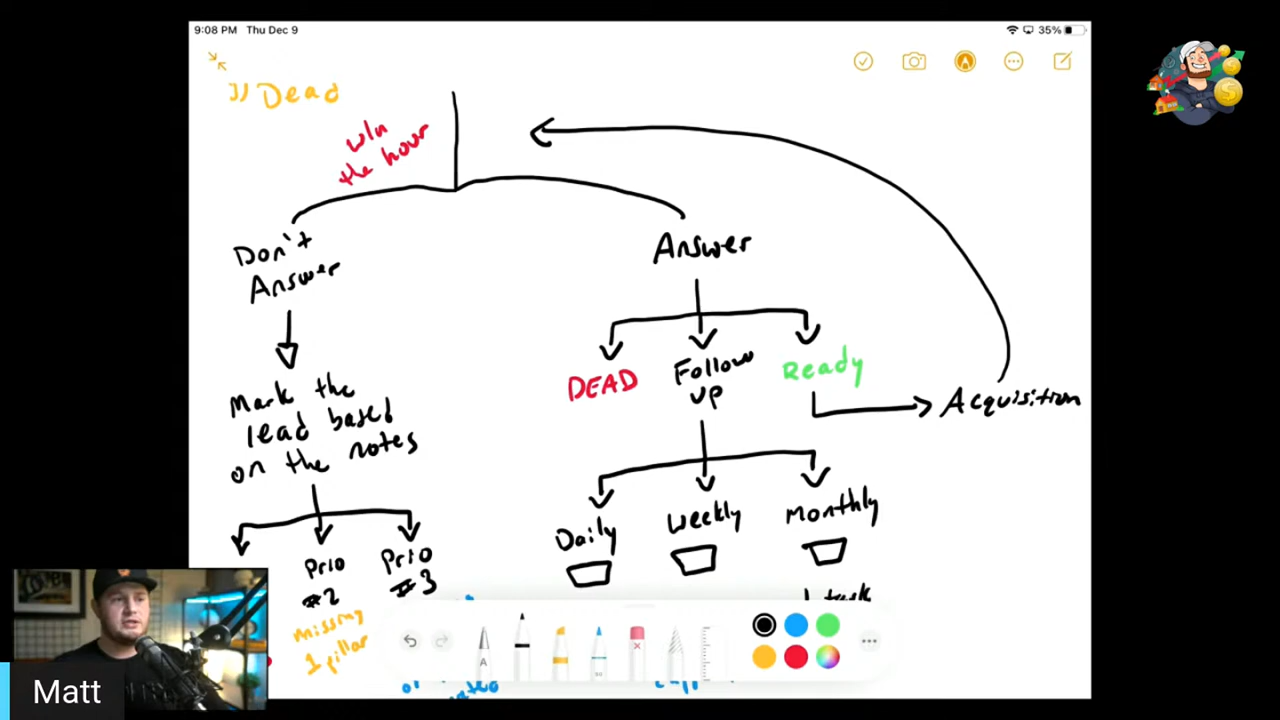 9:08 PM Thu Dec 9
35%
Dead
win
the hour
Don't
Answer
Answer
Mark the
lead based
on the notes
DEAD
Follow
up
Ready
Acquisition
Daily
Weekly
Monthly
Prio
#2
Prio
#3
missing
1 pillar
Matt